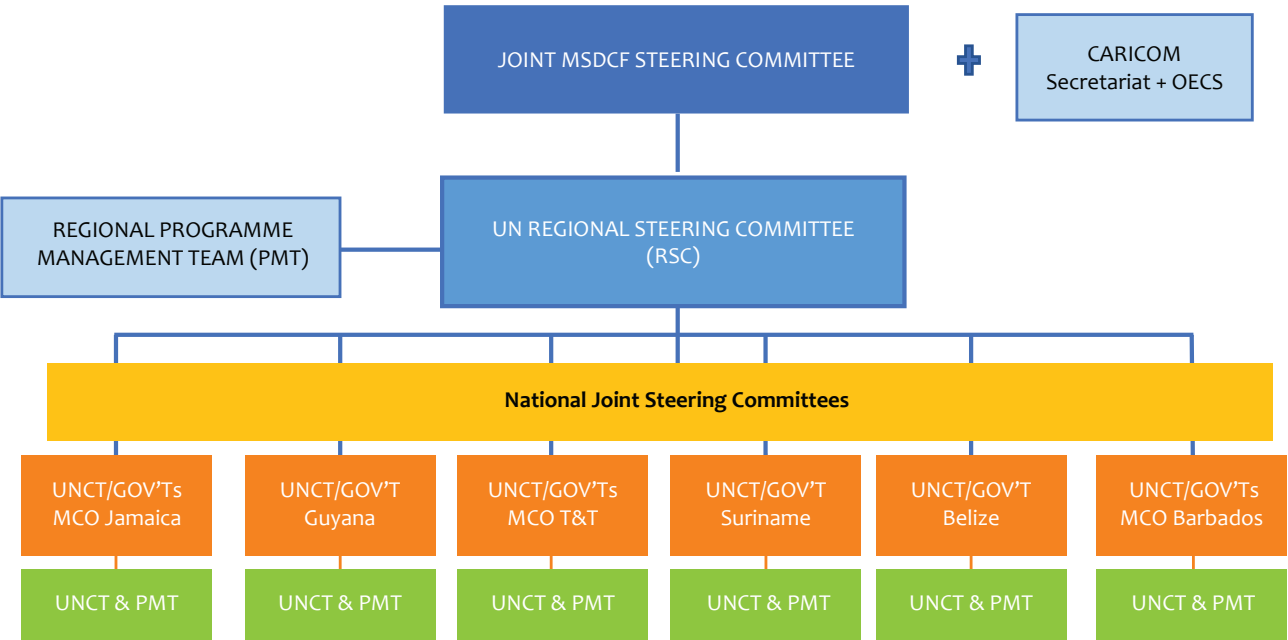 JOINT MSDCF STEERING COMMITTEE
CARICOM
Secretariat + OECS
REGIONAL PROGRAMME
MANAGEMENT TEAM (PMT)
UN REGIONAL STEERING COMMITTEE
(RSC)
National Joint Steering Committees
UNCT/GOV'Ts
MCO Jamaica
UNCT/GOV'T
Guyana
UNCT/GOV'Ts
MCO T&T
UNCT/GOV'T
Suriname
UNCT/GOV'T
Belize
UNCT/GOV'Ts
MCO Barbados
UNCT & PMT
UNCT & PMT
UNCT & PMT
UNCT & PMT
UNCT & PMT
UNCT & PMT